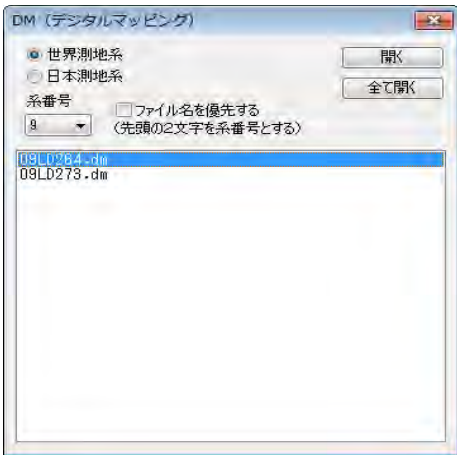 DM（デジタルマッピング）
世界測地系
開く
日本測地系
全て開く
系番号
ファイル名を優先する
9
（先頭の2文字を系番号とする）
09LD264.dm
09LD273.dm